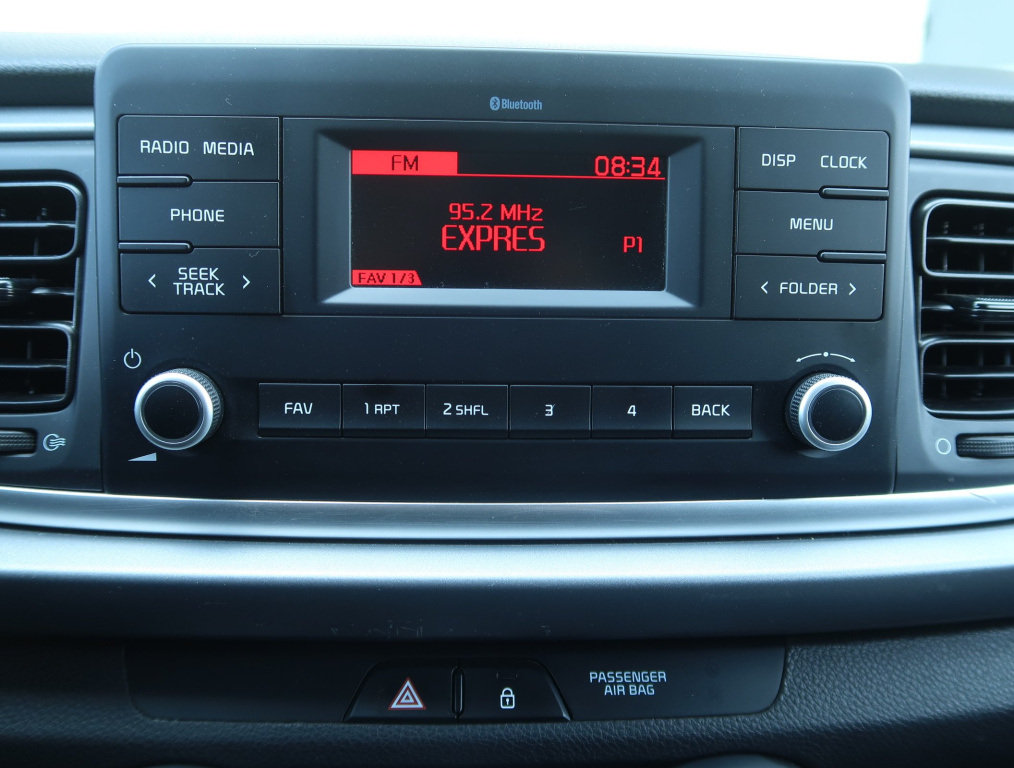 Bluetooth
RADIO MEDIA
PHONE
< SEEK >
TRACK
FM 08:34
95.2 MHz
EXPRES P1
FAV 1/3
DISP CLOCK
MENU
< FOLDER >
FAV 1 RPT 2 SHFL 3 4 BACK
PASSENGER
AIR BAG